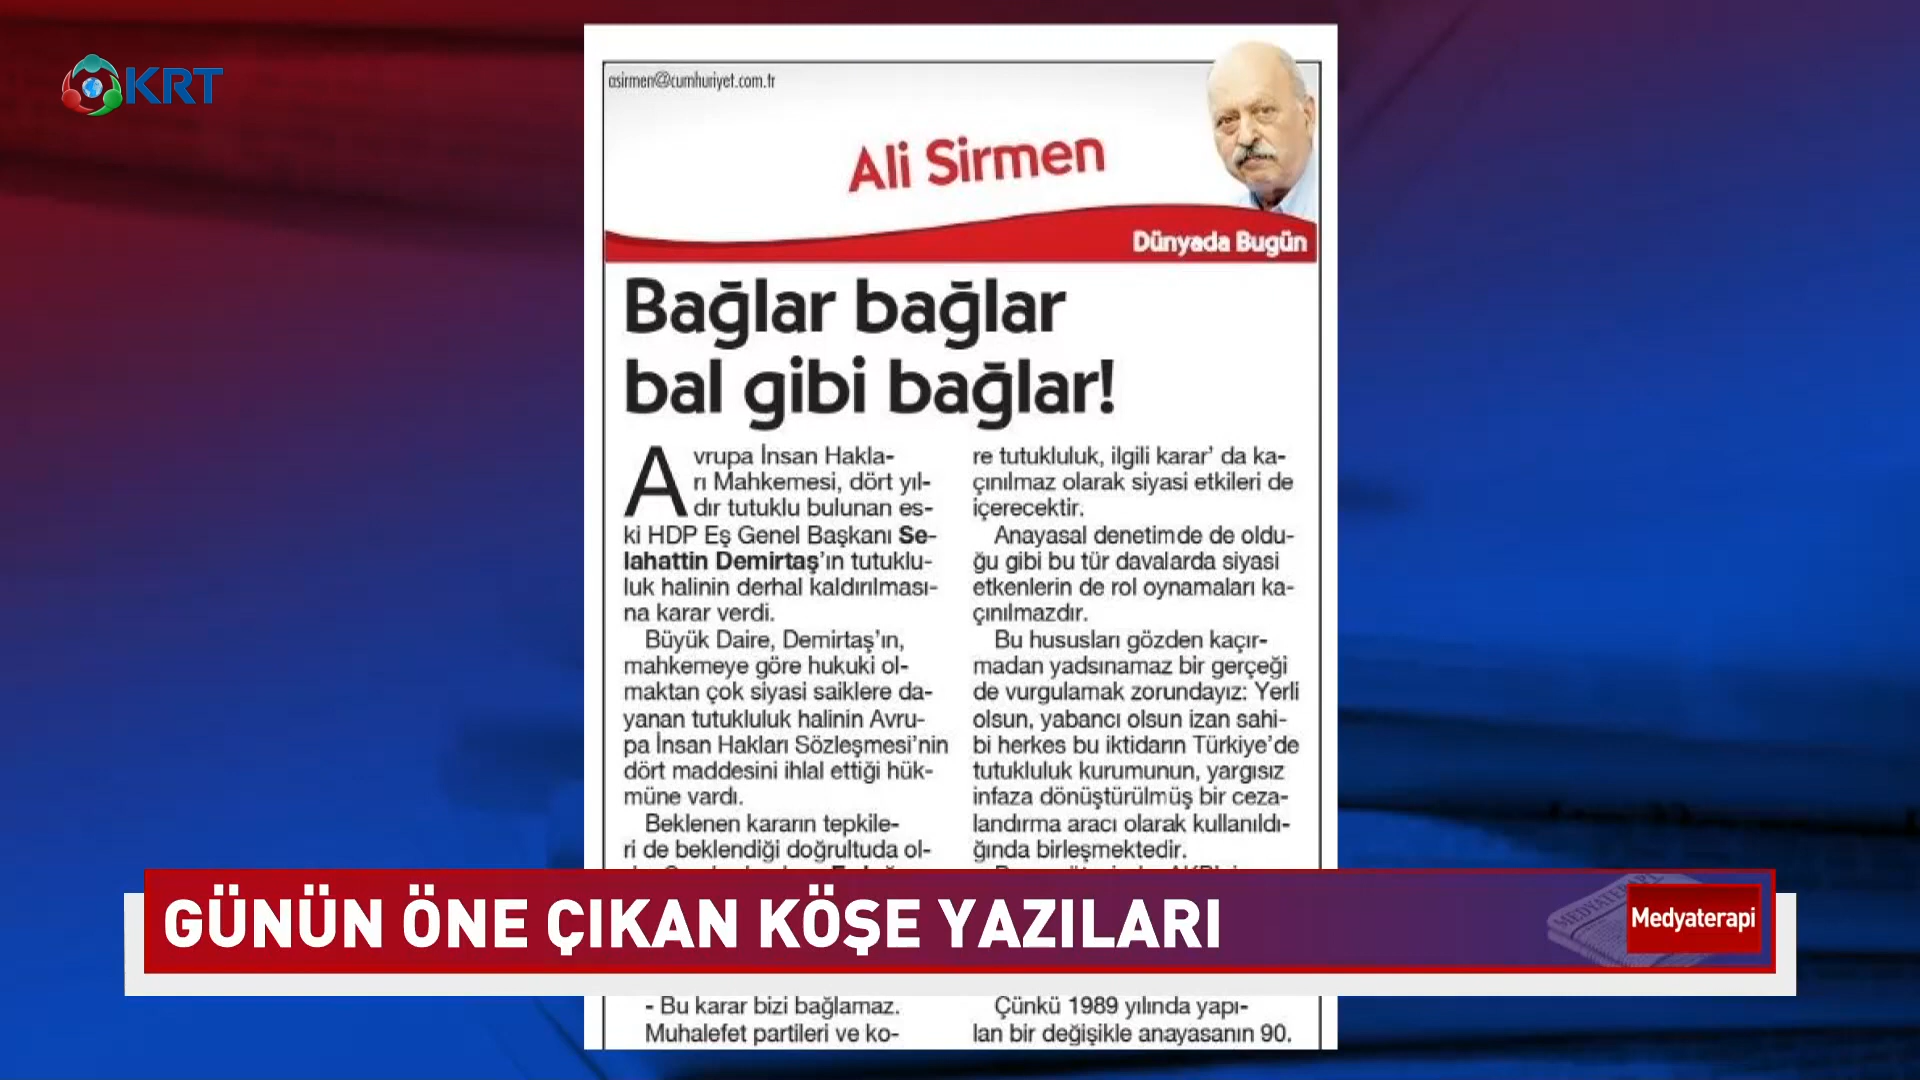 KRT
asirmen@cumhuriyet.com.tr
Ali Sirmen
Dünyada Bugün
Bağlar bağlar
bal gibi bağlar!
Avrupa İnsan Hakla-
rı Mahkemesi, dört yıl-
dır tutuklu bulunan es-
ki HDP Eş Genel Başkanı Se-
lahattin Demirtaş'ın tutuklu-
luk halinin derhal kaldırılması-
na karar verdi.
Büyük Daire, Demirtaş'ın,
mahkemeye göre hukuki ol-
maktan çok siyasi saiklere da-
yanan tutukluluk halinin Avru-
pa İnsan Hakları Sözleşmesi'nin
dört maddesini ihlal ettiği hük-
müne vardı.
Beklenen kararın tepkile-
ri de beklendiği doğrultuda ol-
- Bu karar bizi bağlamaz.
Muhalefet partileri ve ko-
re tutukluluk, ilgili karar' da ka-
çınılmaz olarak siyasi etkileri de
içerecektir.
Anayasal denetimde de oldu-
ğu gibi bu tür davalarda siyasi
etkenlerin de rol oynamaları ka-
çınılmazdır.
Bu hususları gözden kaçır-
madan yadsınamaz bir gerçeği
de vurgulamak zorundayız: Yerli
olsun, yabancı olsun izan sahi-
bi herkes bu iktidarın Türkiye'de
tutukluluk kurumunun, yargısız
infaza dönüştürülmüş bir ceza-
landırma aracı olarak kullanıldı-
ğında birleşmektedir.
Çünkü 1989 yılında yapı-
lan bir değişikle anayasanın 90.
GÜNÜN ÖNE ÇIKAN KÖŞE YAZILARI
MEDYATERAPİ
Medyaterapi